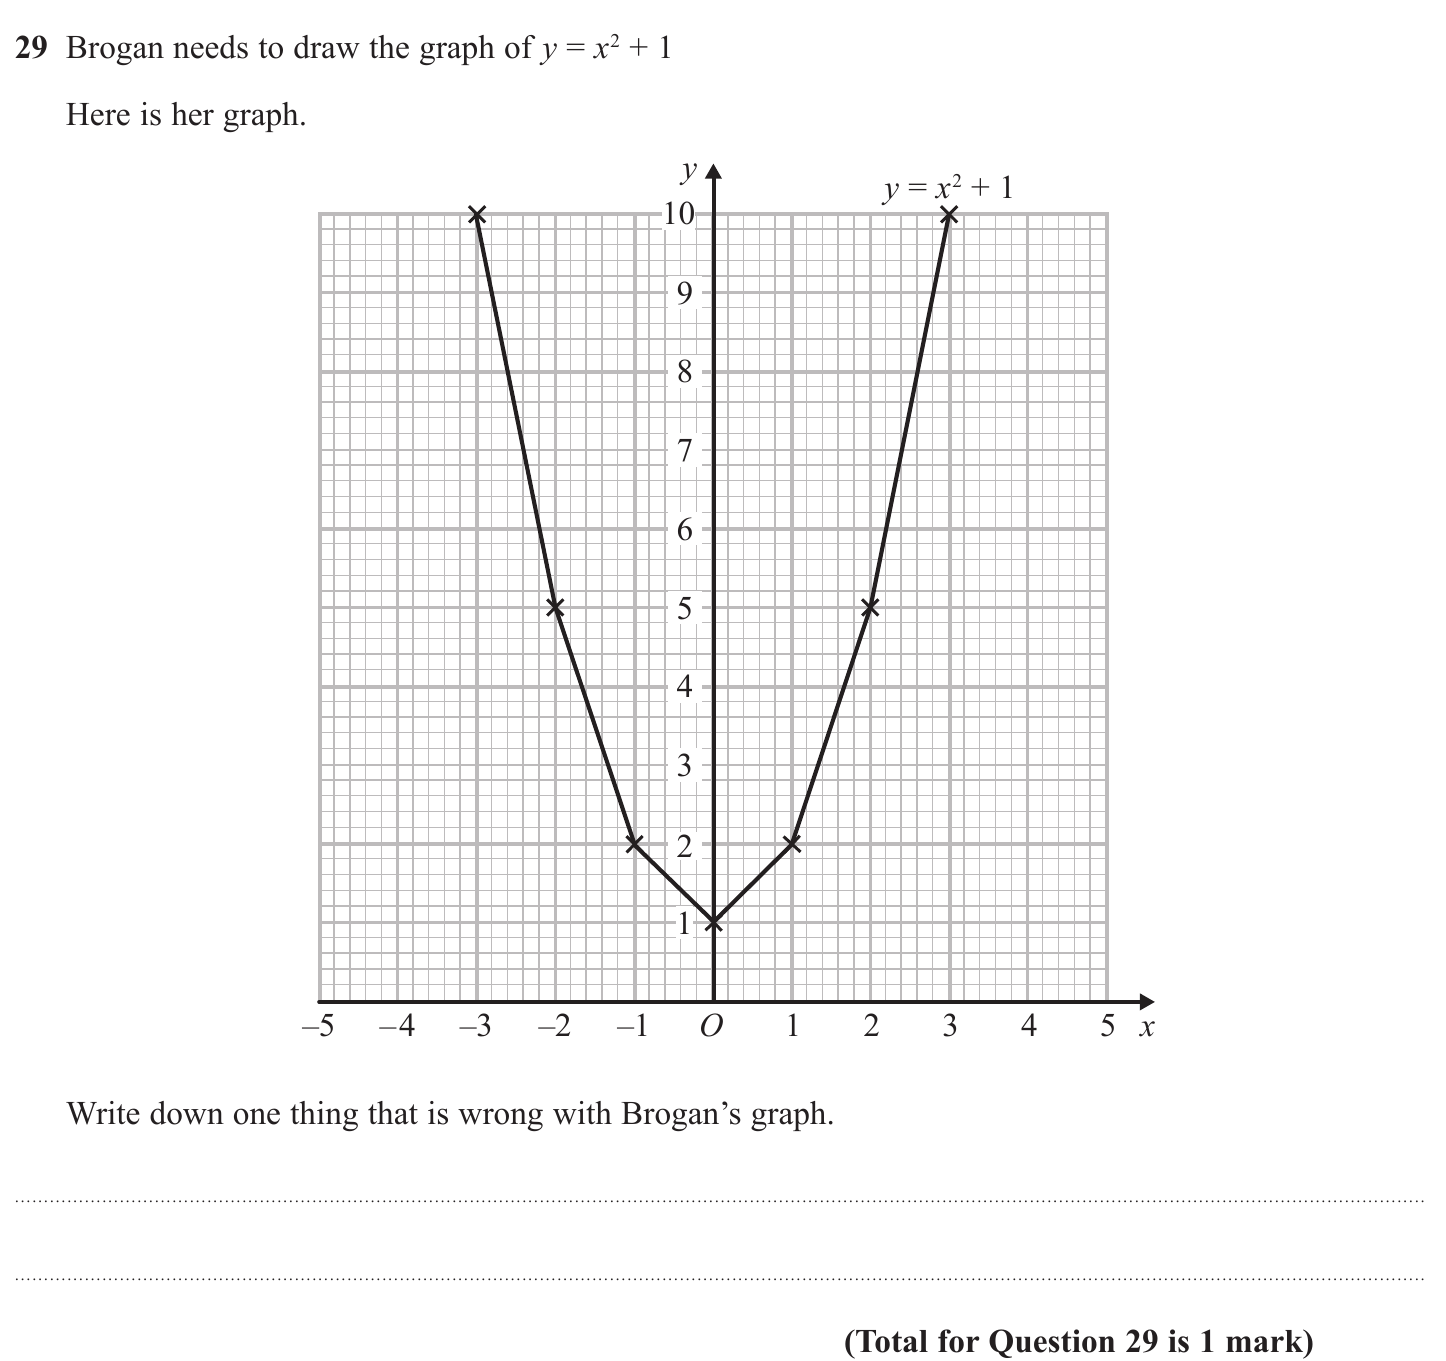 29 Brogan needs to draw the graph of y = x² + 1
Here is her graph.
y
y = x² + 1
10
9
8
7
6
5
4
3
2
1
–5 –4 –3 –2 –1 O 1 2 3 4 5 x
Write down one thing that is wrong with Brogan’s graph.
(Total for Question 29 is 1 mark)